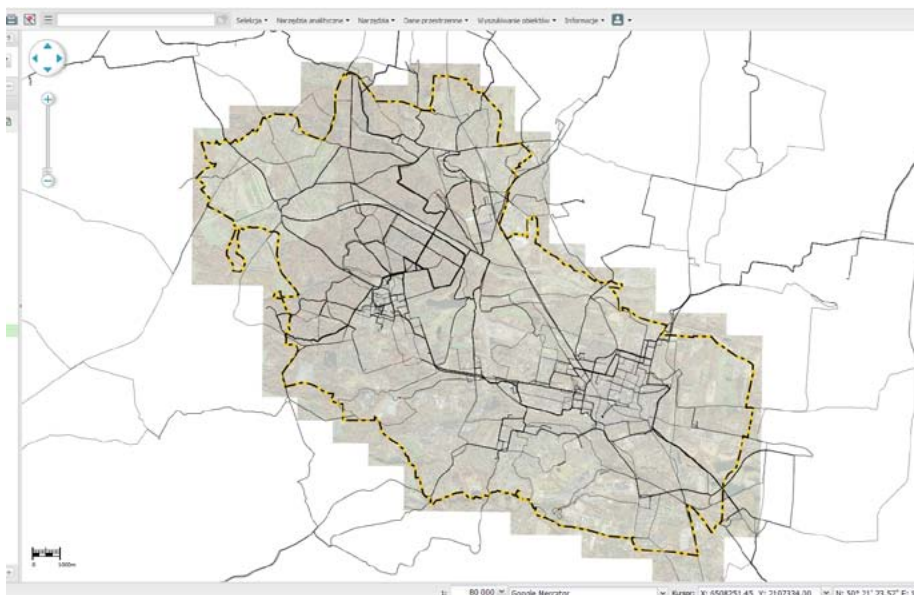 Selekcja Narzędzia analityczne Narzędzia Dane przestrzenne Wyszukiwanie obiektów Informacje
0 1000m
1: 80 000 Google Mercator Kursor: X: 6508251.45, Y: 2107334.00 N: 50° 21' 23.52"